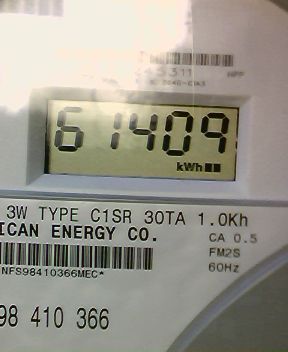 5311
61409
kWh
3W TYPE C1SR 30TA 1.0Kh
ICAN ENERGY CO.
CA 0.5
FM2S
60Hz
NFS98410366MEC*
98 410 366